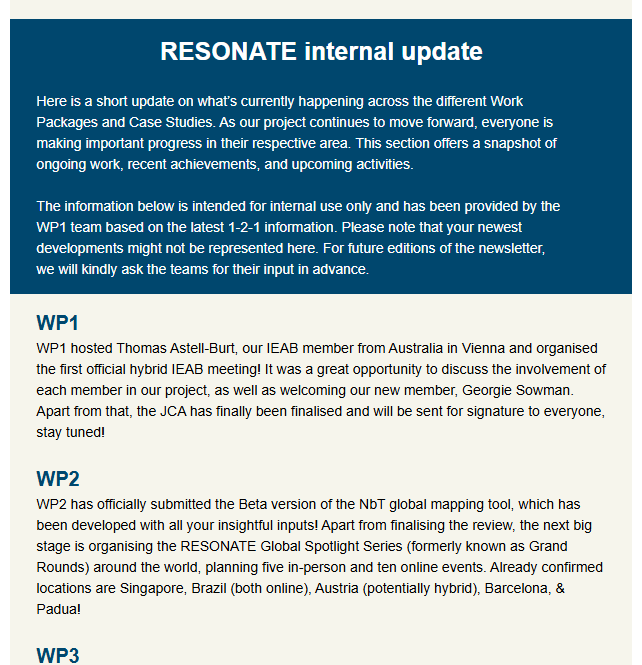 RESONATE internal update
Here is a short update on what's currently happening across the different Work
Packages and Case Studies. As our project continues to move forward, everyone is
making important progress in their respective area. This section offers a snapshot of
ongoing work, recent achievements, and upcoming activities.
The information below is intended for internal use only and has been provided by the
WP1 team based on the latest 1-2-1 information. Please note that your newest
developments might not be represented here. For future editions of the newsletter,
we will kindly ask the teams for their input in advance.
WP1
WP1 hosted Thomas Astell-Burt, our IEAB member from Australia in Vienna and organised
the first official hybrid IEAB meeting! It was a great opportunity to discuss the involvement of
each member in our project, as well as welcoming our new member, Georgie Sowman.
Apart from that, the JCA has finally been finalised and will be sent for signature to everyone,
stay tuned!
WP2
WP2 has officially submitted the Beta version of the NbT global mapping tool, which has
been developed with all your insightful inputs! Apart from finalising the review, the next big
stage is organising the RESONATE Global Spotlight Series (formerly known as Grand
Rounds) around the world, planning five in-person and ten online events. Already confirmed
locations are Singapore, Brazil (both online), Austria (potentially hybrid), Barcelona, &
Padua!
WP3